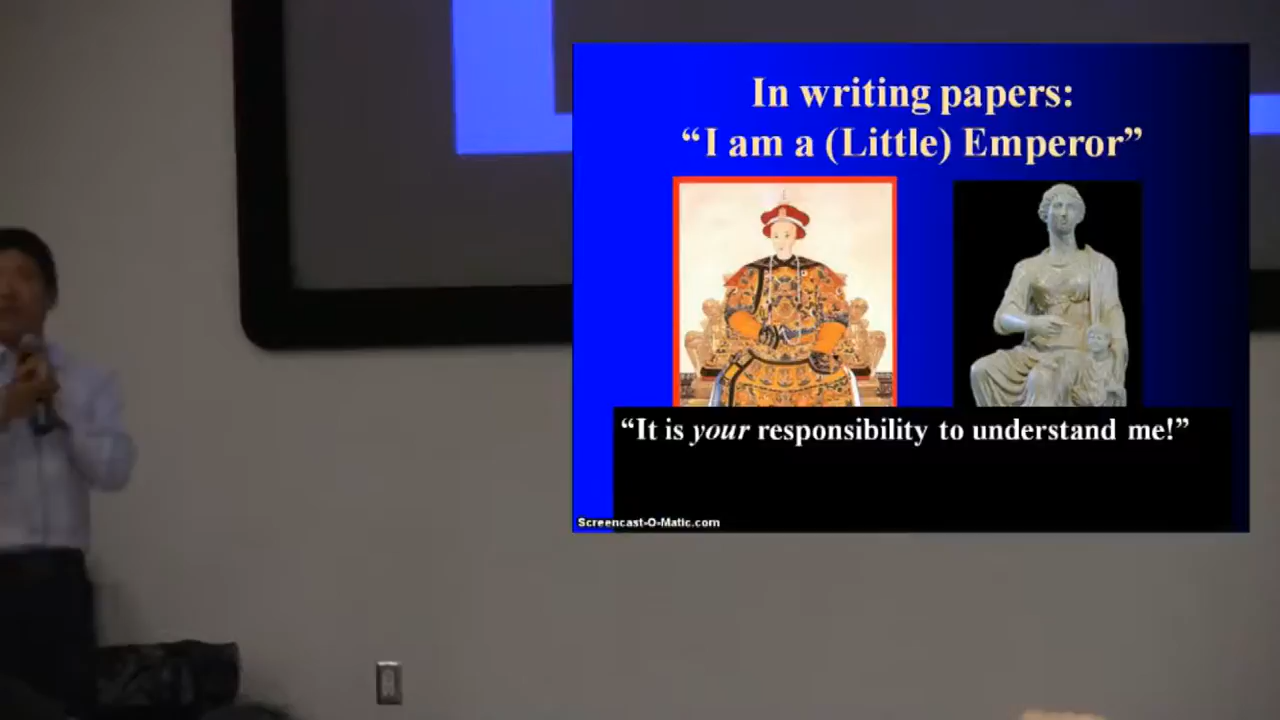 In writing papers:
“I am a (Little) Emperor”
“It is your responsibility to understand me!”
Screencast-O-Matic.com